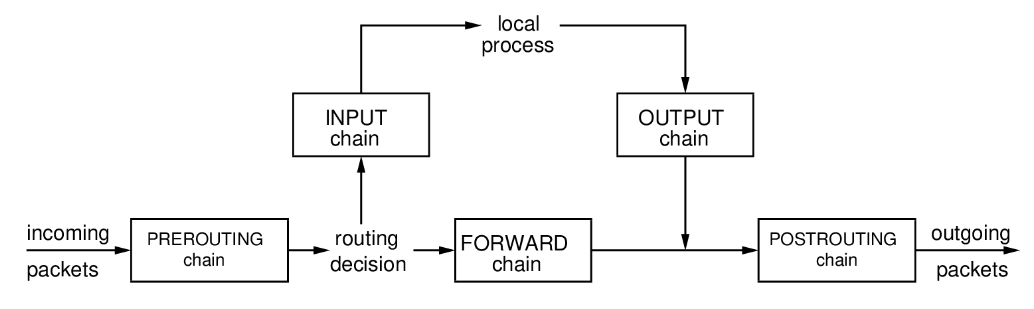 local
process
INPUT
chain
OUTPUT
chain
incoming
packets
PREROUTING
chain
routing
decision
FORWARD
chain
POSTROUTING
chain
outgoing
packets